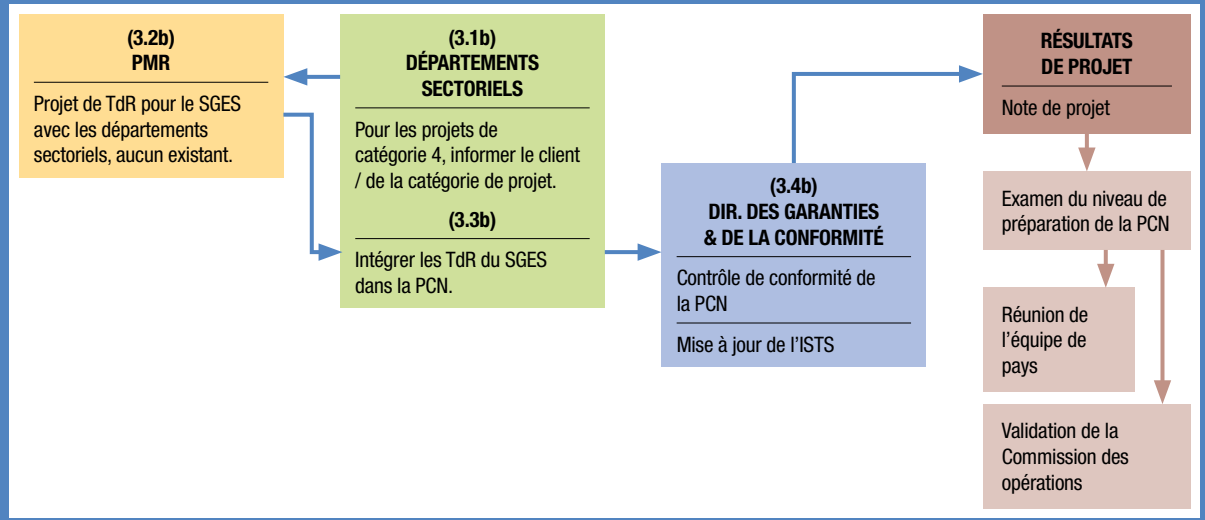 (3.2b)
PMR
Projet de TdR pour le SGES
avec les départements
sectoriels, aucun existant.
(3.1b)
DÉPARTEMENTS
SECTORIELS
Pour les projets de
catégorie 4, informer le client
/ de la catégorie de projet.
(3.3b)
Intégrer les TdR du SGES
dans la PCN.
(3.4b)
DIR. DES GARANTIES
& DE LA CONFORMITÉ
Contrôle de conformité de
la PCN
Mise à jour de l’ISTS
RÉSULTATS
DE PROJET
Note de projet
Examen du niveau de
préparation de la PCN
Réunion de
l’équipe de
pays
Validation de la
Commission des
opérations